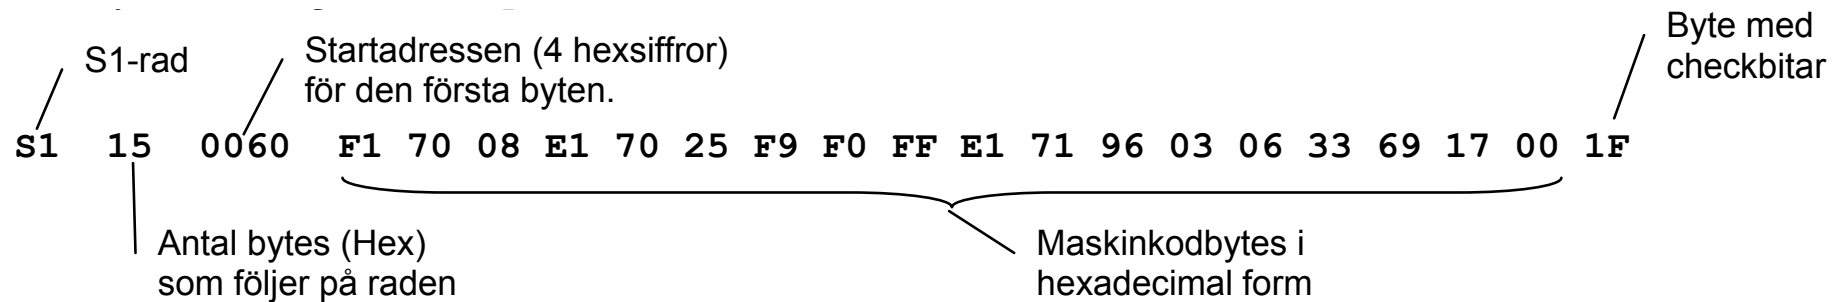 Byte med
checkbitar
Startadressen (4 hexsiffror)
för den första byten.
S1-rad
S1 15 0060 F1 70 08 E1 70 25 F9 F0 FF E1 71 96 03 06 33 69 17 00 1F
Antal bytes (Hex)
som följer på raden
Maskinkodbytes i
hexadecimal form